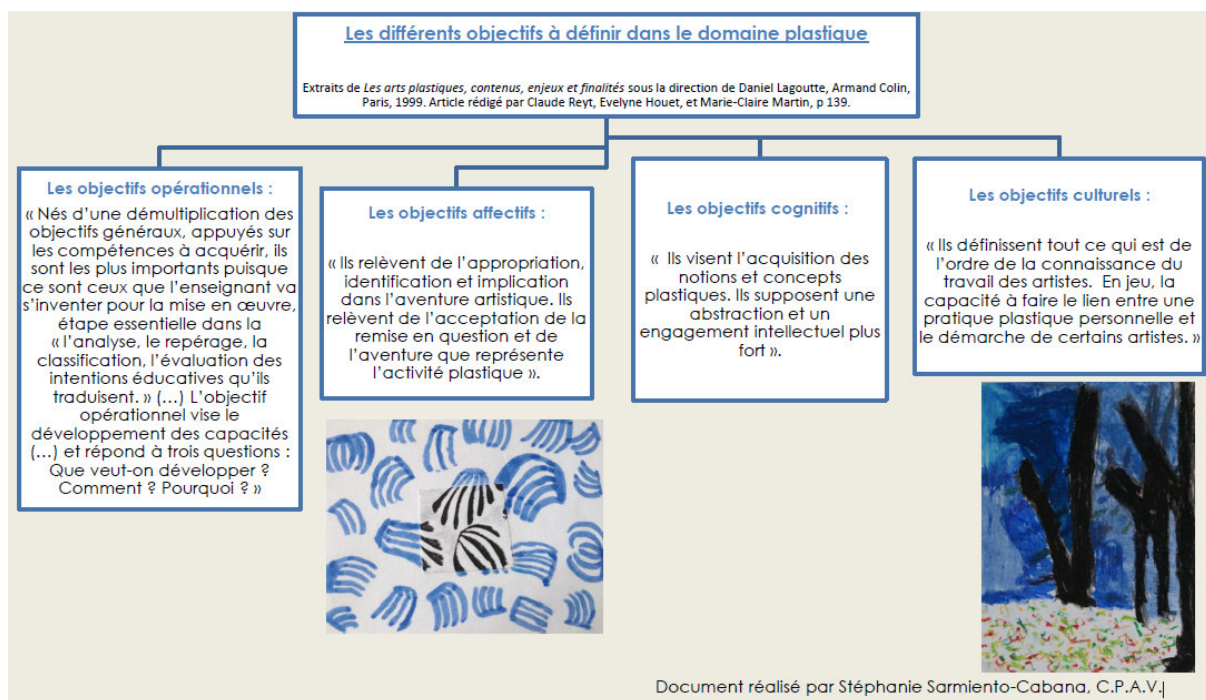 Les différents objectifs à définir dans le domaine plastique
Extraits de Les arts plastiques, contenus, enjeux et finalités sous la direction de Daniel Lagoutte, Armand Colin,
Paris, 1999. Article rédigé par Claude Reyt, Evelyne Houet, et Marie-Claire Martin, p 139.
Les objectifs opérationnels :
« Nés d’une démultiplication des
objectifs généraux, appuyés sur
les compétences à acquérir, ils
sont les plus importants puisque
ce sont ceux que l’enseignant va
s’inventer pour la mise en œuvre,
étape essentielle dans la
« l’analyse, le repérage, la
classification, l’évaluation des
intentions éducatives qu’ils
traduisent. » (…) L’objectif
opérationnel vise le
développement des capacités
(…) et répond à trois questions :
Que veut-on développer ?
Comment ? Pourquoi ? »
Les objectifs affectifs :
« Ils relèvent de l’appropriation,
identification et implication
dans l’aventure artistique. Ils
relèvent de l’acceptation de la
remise en question et de
l’aventure que représente
l’activité plastique ».
Les objectifs cognitifs :
« Ils visent l’acquisition des
notions et concepts
plastiques. Ils supposent une
abstraction et un
engagement intellectuel plus
fort ».
Les objectifs culturels :
« Ils définissent tout ce qui est de
l’ordre de la connaissance du
travail des artistes. En jeu, la
capacité à faire le lien entre une
pratique plastique personnelle et
le démarche de certains artistes. »
Document réalisé par Stéphanie Sarmiento-Cabana, C.P.A.V.